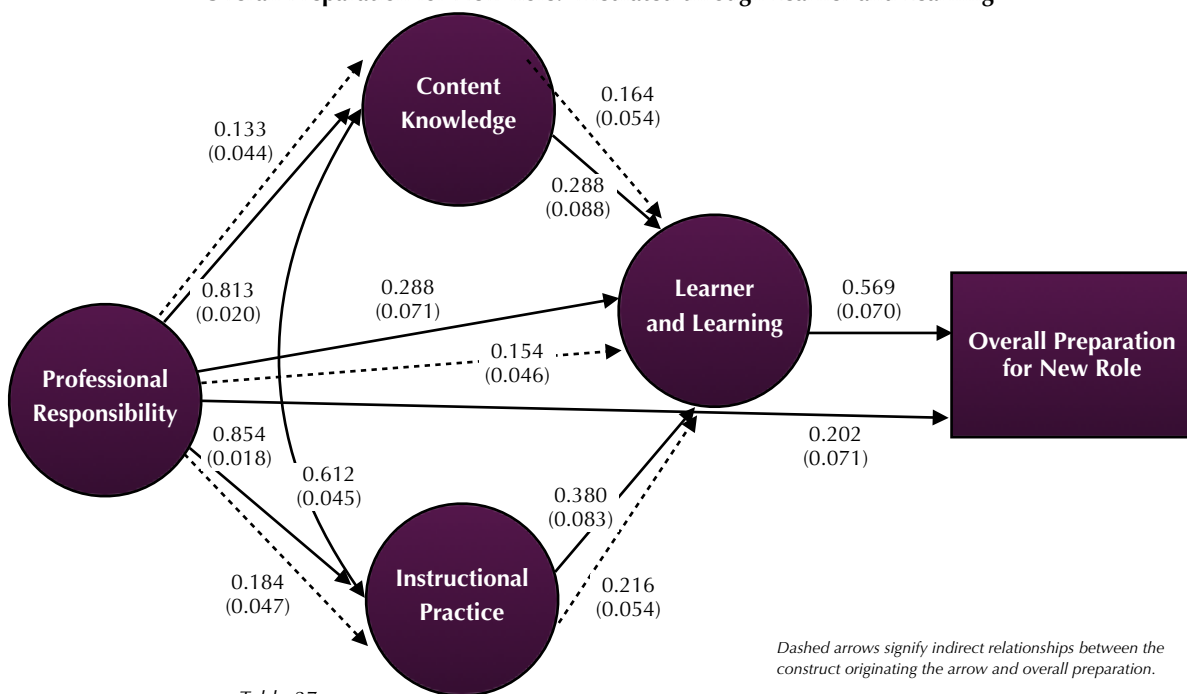 Content
Knowledge
0.164
(0.054)
0.133
(0.044)
0.288
(0.088)
0.813
(0.020)
0.288
(0.071)
Learner
and Learning
0.569
(0.070)
Overall Preparation
for New Role
0.154
(0.046)
Professional
Responsibility
0.202
(0.071)
0.854
(0.018)
0.612
(0.045)
0.380
(0.083)
Instructional
Practice
0.184
(0.047)
0.216
(0.054)
Dashed arrows signify indirect relationships between the
construct originating the arrow and overall preparation.